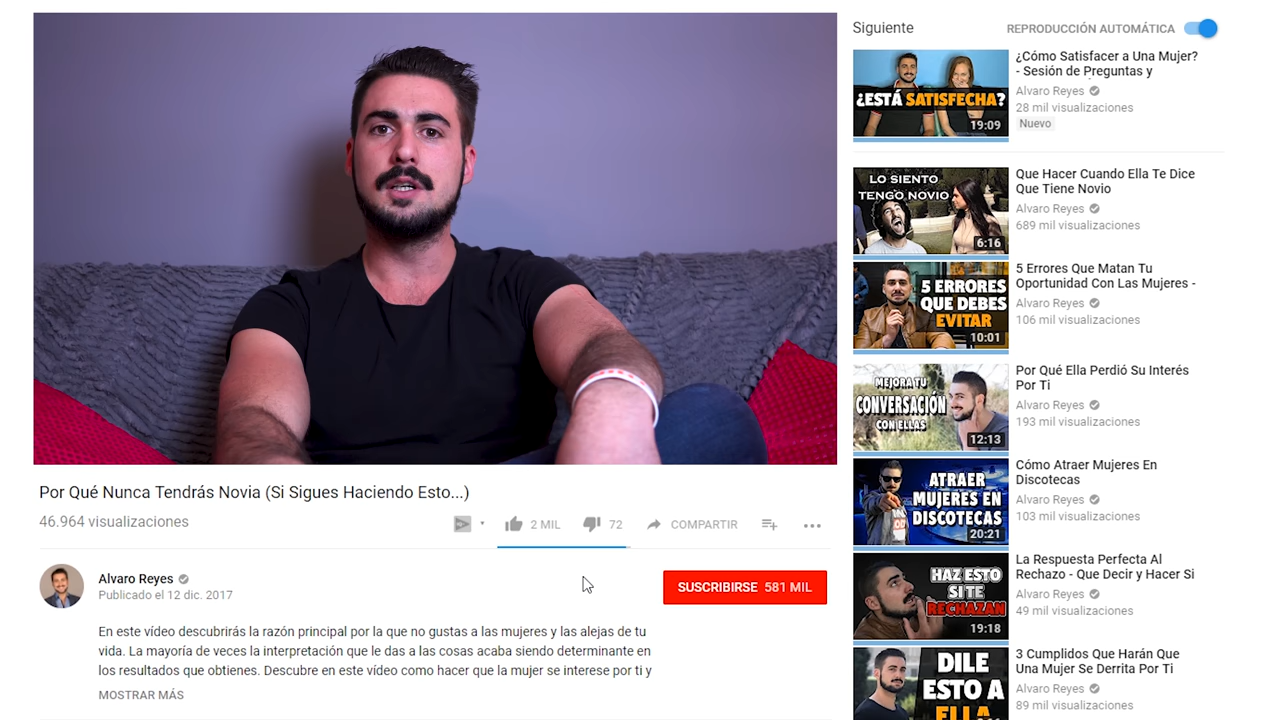 Por Qué Nunca Tendrás Novia (Si Sigues Haciendo Esto...)
46.964 visualizaciones
2 MIL
72
COMPARTIR
Alvaro Reyes
Publicado el 12 dic. 2017
SUSCRIBIRSE 581 MIL
En este vídeo descubrirás la razón principal por la que no gustas a las mujeres y las alejas de tu
vida. La mayoría de veces la interpretación que le das a las cosas acaba siendo determinante en
los resultados que obtienes. Descubre en este vídeo como hacer que la mujer se interese por ti y
MOSTRAR MÁS
Siguiente
REPRODUCCIÓN AUTOMÁTICA
¿ESTÁ SATISFECHA?
19:09
¿Cómo Satisfacer a Una Mujer?
- Sesión de Preguntas y
Alvaro Reyes
28 mil visualizaciones
Nuevo
LO SIENTO
TENGO NOVIO
6:16
Que Hacer Cuando Ella Te Dice
Que Tiene Novio
Alvaro Reyes
689 mil visualizaciones
5 ERRORES
QUE DEBES
EVITAR
10:01
5 Errores Que Matan Tu
Oportunidad Con Las Mujeres -
Alvaro Reyes
106 mil visualizaciones
MEJORA TU
CONVERSACIÓN
CON ELLAS
12:13
Por Qué Ella Perdió Su Interés
Por Ti
Alvaro Reyes
193 mil visualizaciones
ATRAER
MUJERES EN
DISCOTECAS
20:21
Cómo Atraer Mujeres En
Discotecas
Alvaro Reyes
103 mil visualizaciones
HAZ ESTO
SI TE
RECHAZAN
19:18
La Respuesta Perfecta Al
Rechazo - Que Decir y Hacer Si
Alvaro Reyes
49 mil visualizaciones
DILE
ESTO A
ELLA
3 Cumplidos Que Harán Que
Una Mujer Se Derrita Por Ti
Alvaro Reyes
89 mil visualizaciones